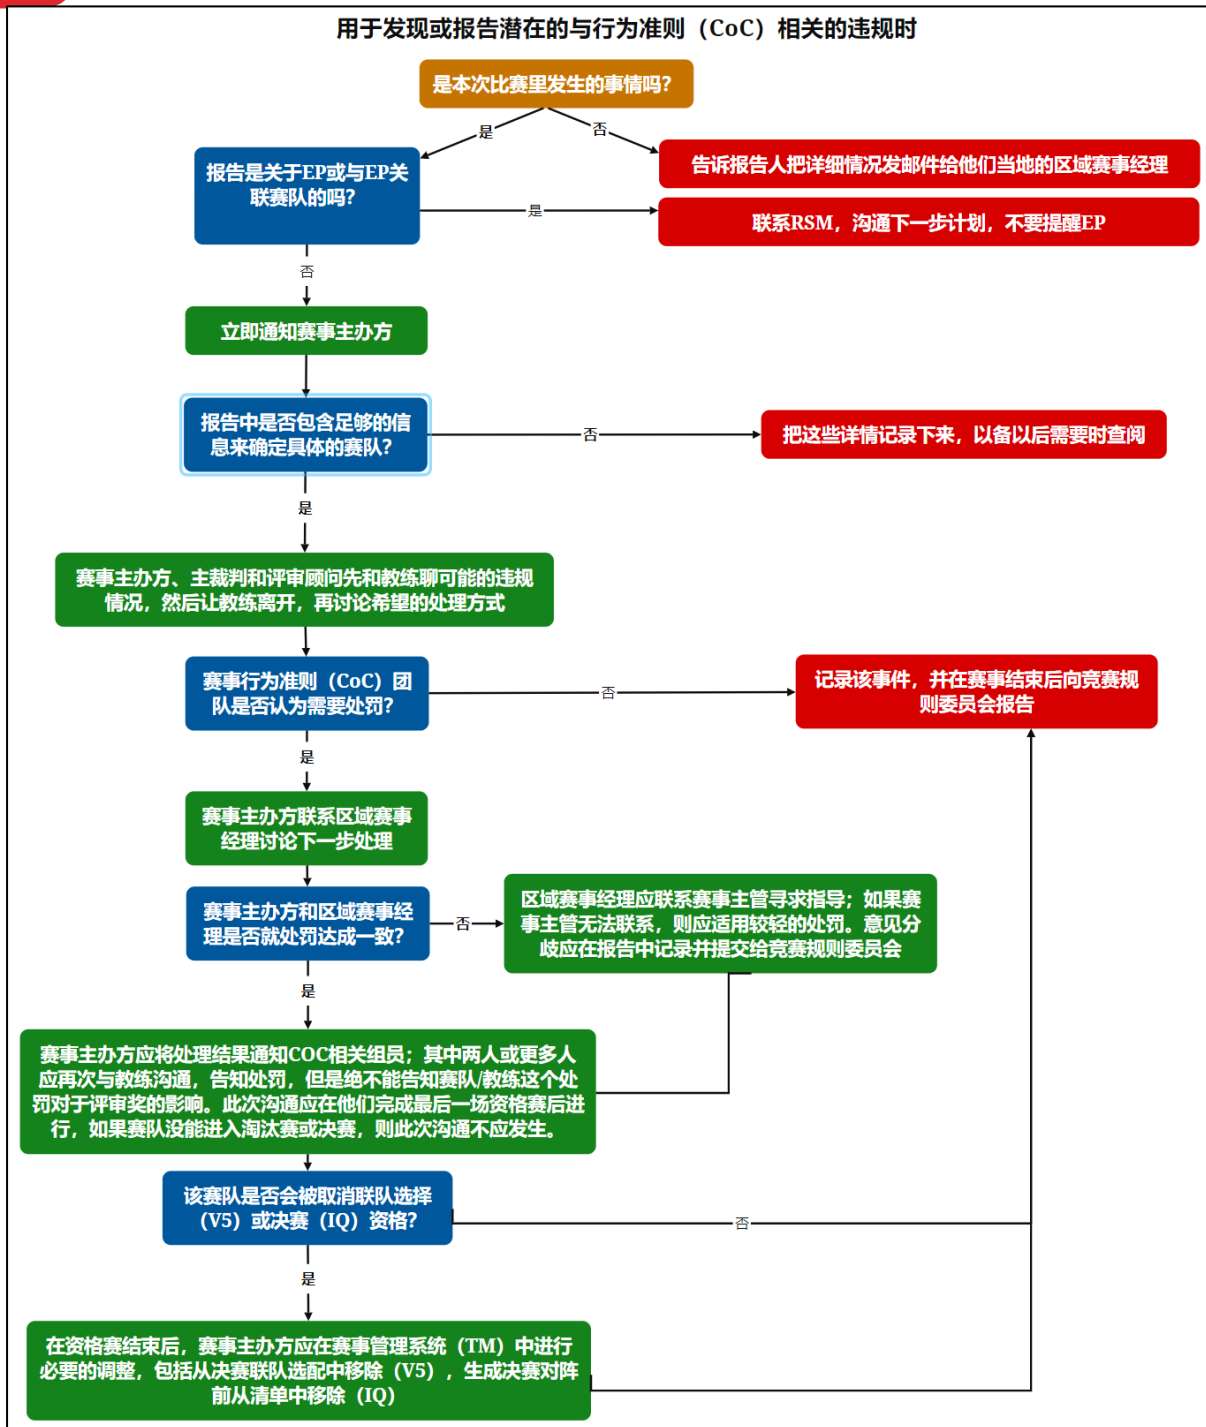 用于发现或报告潜在的与行为准则（CoC）相关的违规时
是本次比赛里发生的事情吗？
是
否
报告是关于EP或与EP关
联赛队的吗？
告诉报告人把详细情况发邮件给他们当地的区域赛事经理
是
联系RSM，沟通下一步计划，不要提醒EP
否
立即通知赛事主办方
报告中是否包含足够的信
息来确定具体的赛队？
否
把这些详情记录下来，以备以后需要时查阅
是
赛事主办方、主裁判和评审顾问先和教练聊可能的违规
情况，然后让教练离开，再讨论希望的处理方式
赛事行为准则（CoC）团
队是否认为需要处罚？
否
记录该事件，并在赛事结束后向竞赛规
则委员会报告
是
赛事主办方联系区域赛事
经理讨论下一步处理
赛事主办方和区域赛事经
理是否就处罚达成一致？
否
区域赛事经理应联系赛事主管寻求指导；如果赛
事主管无法联系，则应适用较轻的处罚。意见分
歧应在报告中记录并提交给竞赛规则委员会
是
赛事主办方应将处理结果通知COC相关组员；其中两人或更多人
应再次与教练沟通，告知处罚，但是绝不能告知赛队/教练这个处
罚对于评审奖的影响。此次沟通应在他们完成最后一场资格赛后进
行，如果赛队没能进入淘汰赛或决赛，则此次沟通不应发生。
该赛队是否会被取消联队选择
（V5）或决赛（IQ）资格？
否
是
在资格赛结束后，赛事主办方应在赛事管理系统（TM）中进行
必要的调整，包括从决赛联队选配中移除（V5），生成决赛对阵
前从清单中移除（IQ）